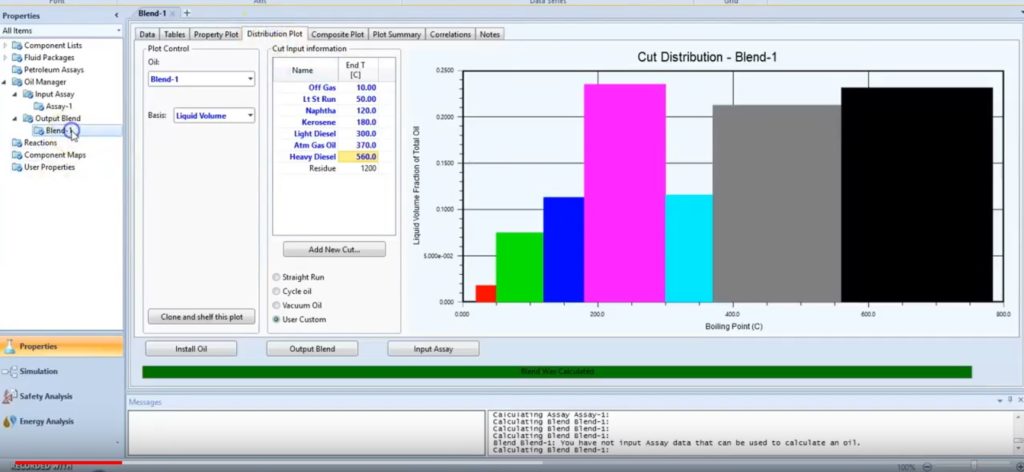 Font
Axis
Data series
Grid
Properties
Blend-1
All Items
Component Lists
Fluid Packages
Petroleum Assays
Oil Manager
Input Assay
Assay-1
Output Blend
Blend-1
Reactions
Component Maps
User Properties
Data Tables Property Plot Distribution Plot Composite Plot Plot Summary Correlations Notes
Plot Control
Oil:
Blend-1
Basis: Liquid Volume
Clone and shelf this plot
Cut Input information
Name End T [C]
Off Gas 10.00
Lt St Run 50.00
Naphtha 120.0
Kerosene 180.0
Light Diesel 300.0
Atm Gas Oil 370.0
Heavy Diesel 560.0
Residue 1200
Add New Cut...
Straight Run
Cycle oil
Vacuum Oil
User Custom
Cut Distribution - Blend-1
Liquid Volume Fraction of Total Oil
0.2500
0.2000
0.1500
0.1000
5.000e-002
0.000
0.000 200.0 400.0 600.0 800.0
Boiling Point (C)
Install Oil Output Blend Input Assay
Blend Was Calculated
Properties
Simulation
Safety Analysis
Energy Analysis
Messages
Calculating Assay Assay-1:
Calculating Blend Blend-1:
Calculating Blend Blend-1:
Calculating Blend Blend-1:
Blend Blend-1: You have not input Assay data that can be used to calculate an oil.
Calculating Blend Blend-1:
RECORDED WITH
100%